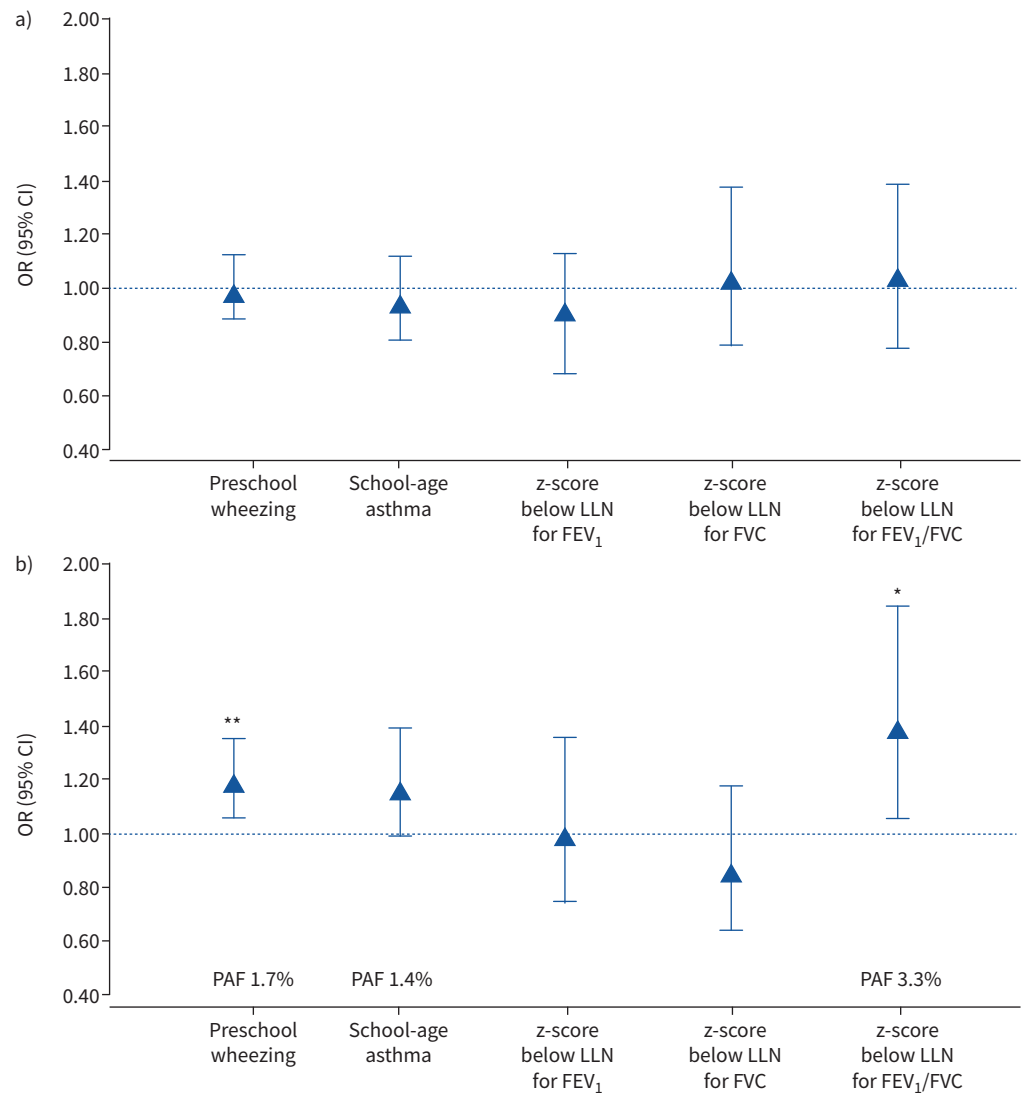 a)
2.00
1.80
1.60
1.40
1.20
1.00
0.80
0.60
0.40
OR (95% CI)
Preschool
wheezing
School-age
asthma
z-score
below LLN
for FEV₁
z-score
below LLN
for FVC
z-score
below LLN
for FEV₁/FVC
b)
2.00
1.80
1.60
1.40
1.20
1.00
0.80
0.60
0.40
OR (95% CI)
**
*
PAF 1.7%
PAF 1.4%
PAF 3.3%
Preschool
wheezing
School-age
asthma
z-score
below LLN
for FEV₁
z-score
below LLN
for FVC
z-score
below LLN
for FEV₁/FVC